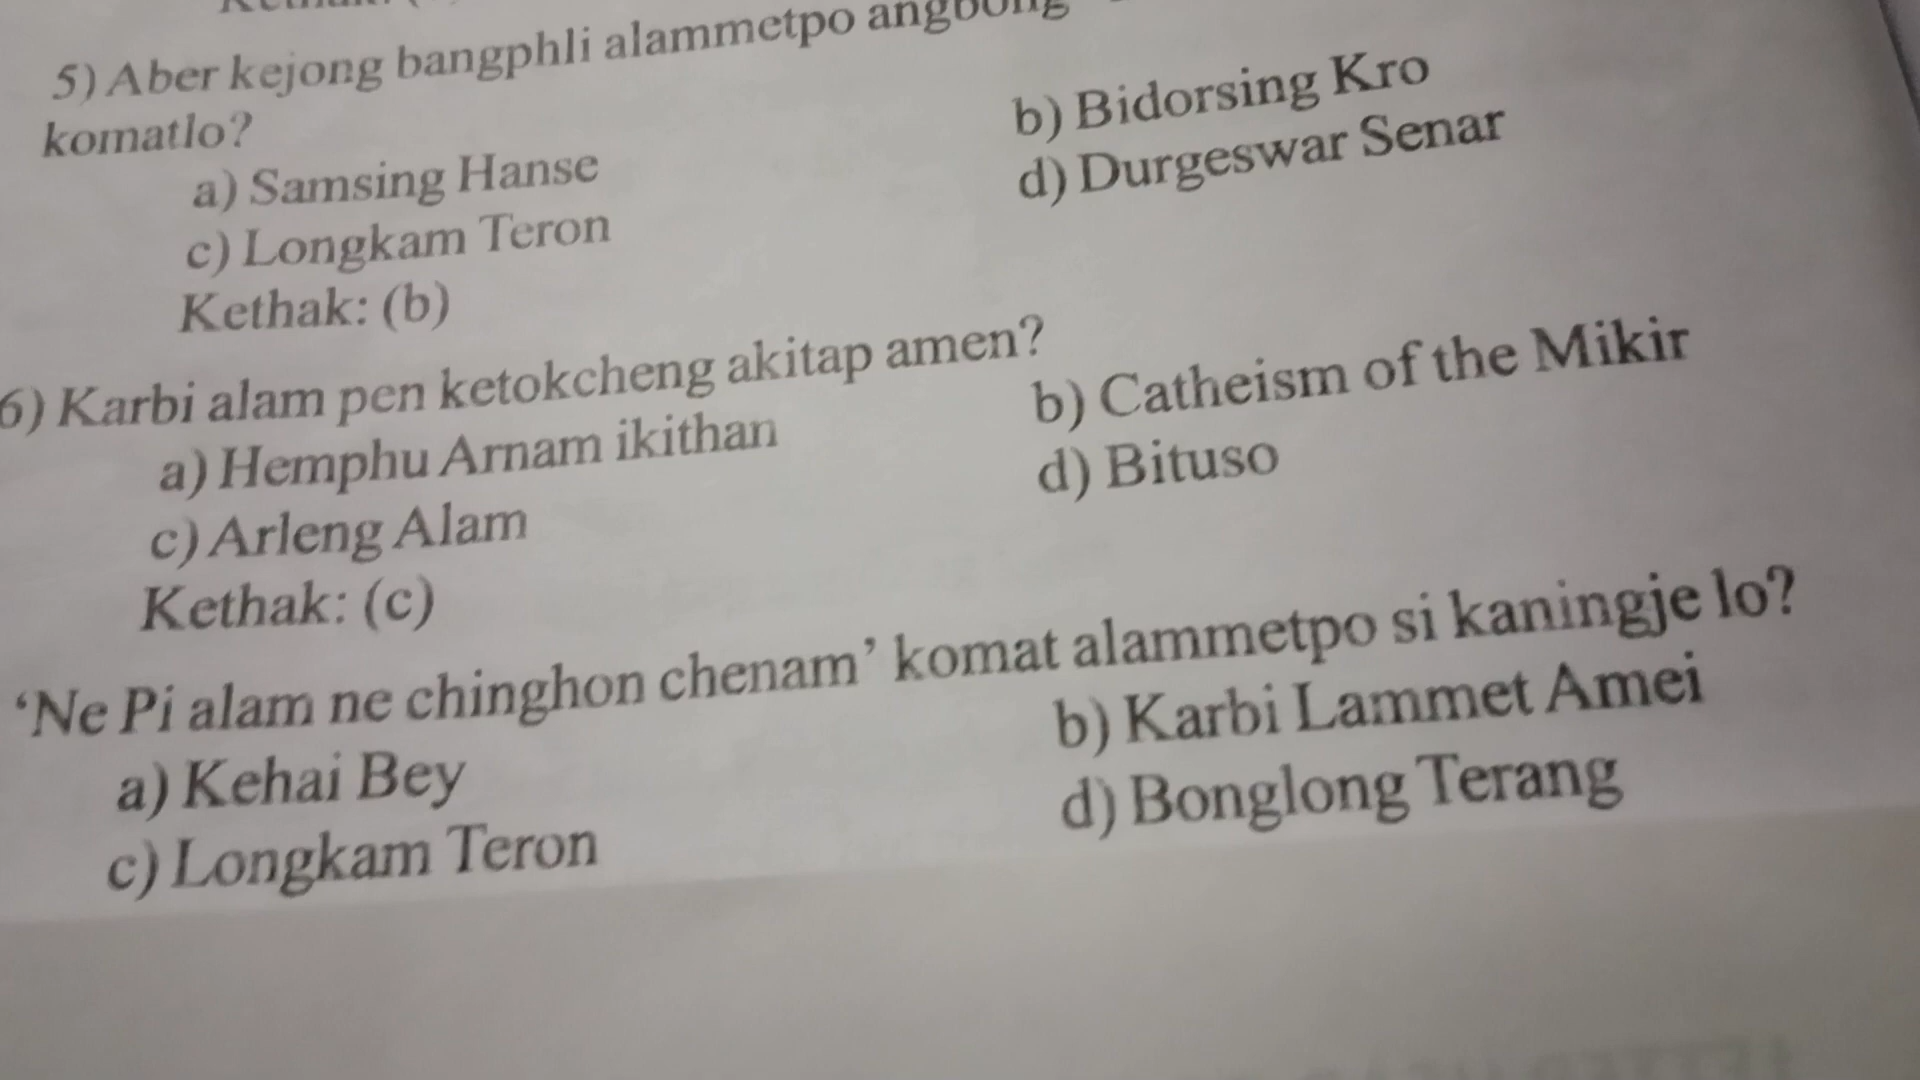 5) Aber kejong bangphli alammetpo angbong
komatlo?
a) Samsing Hanse
b) Bidorsing Kro
c) Longkam Teron
d) Durgeswar Senar
Kethak: (b)
6) Karbi alam pen ketokcheng akitap amen?
a) Hemphu Arnam ikithan
b) Catheism of the Mikir
c) Arleng Alam
d) Bituso
Kethak: (c)
‘Ne Pi alam ne chinghon chenam’ komat alammetpo si kaningje lo?
a) Kehai Bey
b) Karbi Lammet Amei
c) Longkam Teron
d) Bonglong Terang